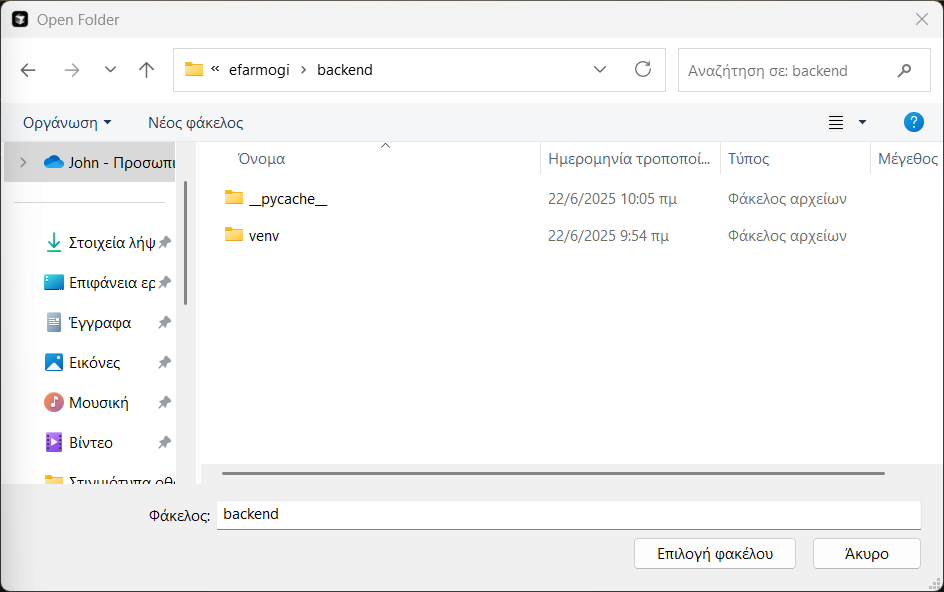 Open Folder
« efarmogi > backend
Αναζήτηση σε: backend
Οργάνωση
Νέος φάκελος
?
John - Προσωπι
Στοιχεία λήψ
Επιφάνεια ερ
Έγγραφα
Εικόνες
Μουσική
Βίντεο
Στιγμιότυπα οθ
Όνομα Ημερομηνία τροποποί... Τύπος Μέγεθος
__pycache__ 22/6/2025 10:05 πμ Φάκελος αρχείων
venv 22/6/2025 9:54 πμ Φάκελος αρχείων
Φάκελος: backend
Επιλογή φακέλου
Άκυρο